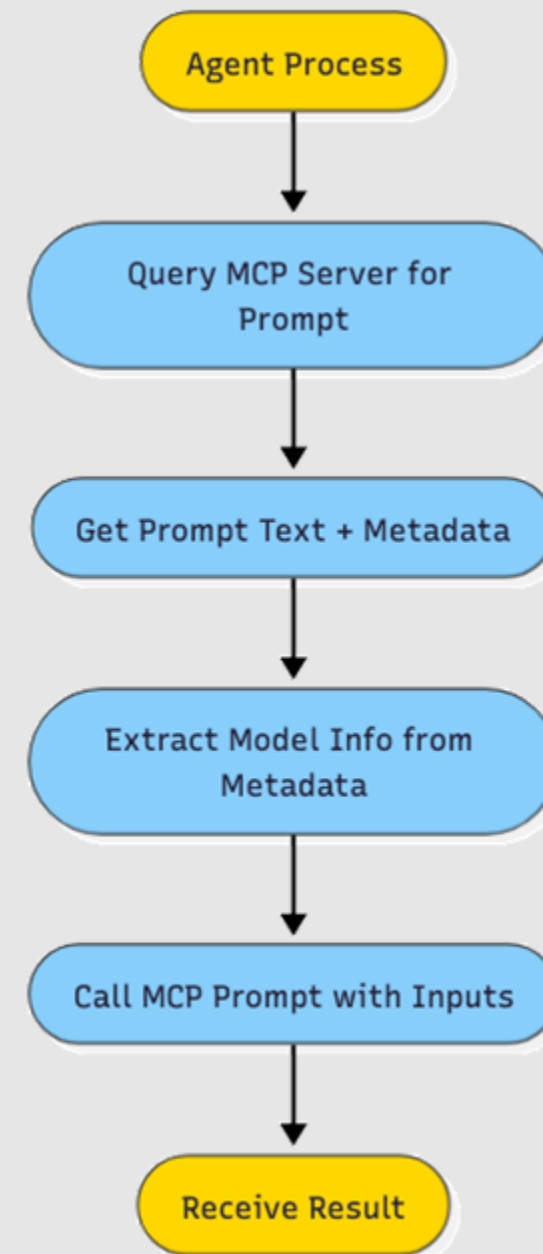 Agent Process
Query MCP Server for
Prompt
Get Prompt Text + Metadata
Extract Model Info from
Metadata
Call MCP Prompt with Inputs
Receive Result